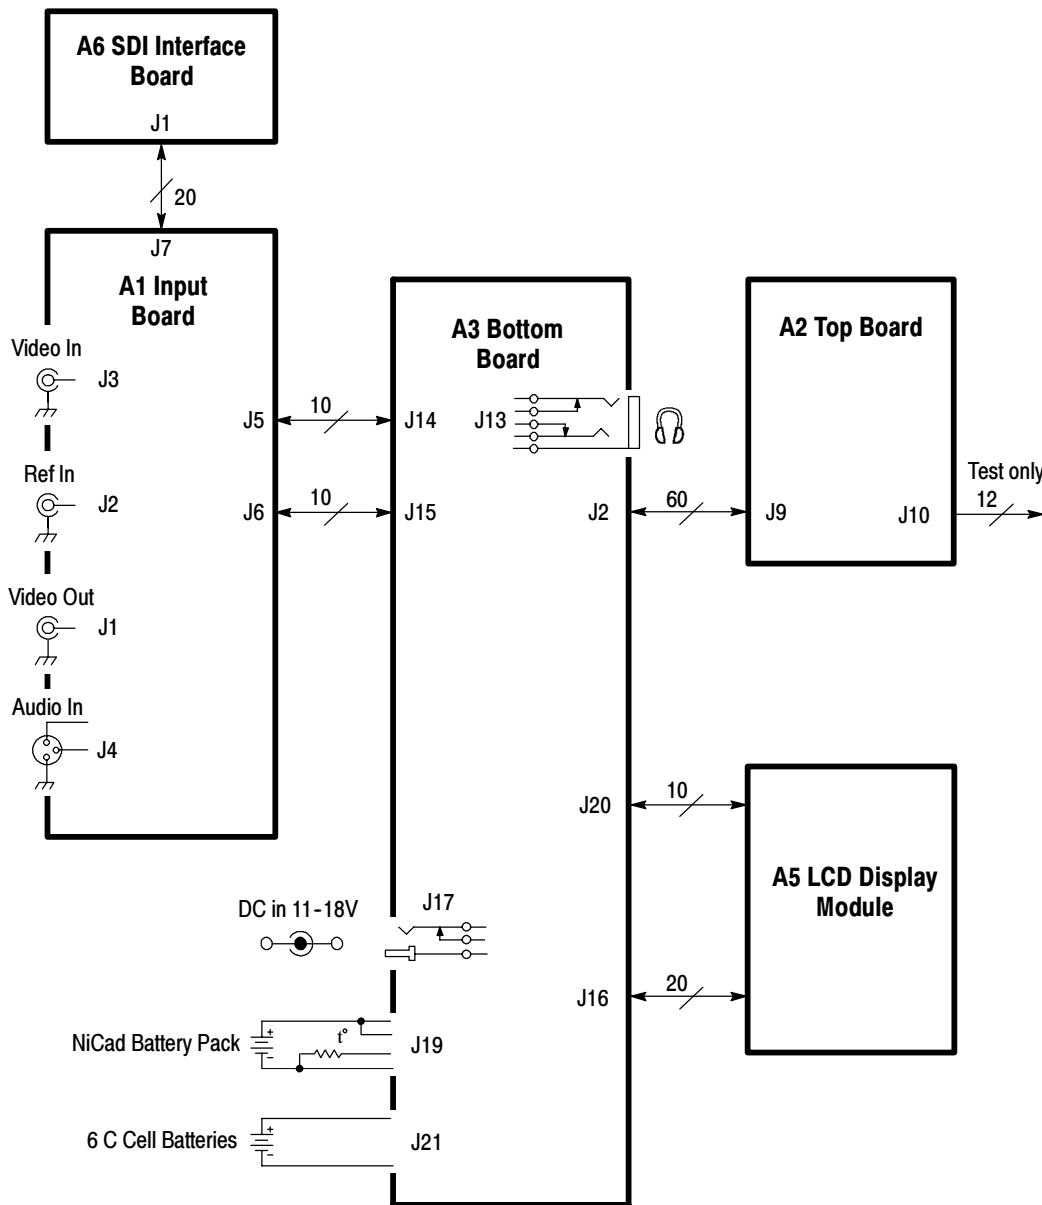 A6 SDI Interface
Board
J1
20
J7
A1 Input
Board
Video In
J3
Ref In
J2
Video Out
J1
Audio In
J4
J5
10
J6
10
A3 Bottom
Board
J14
J13
J15
J2
60
A2 Top Board
J9
J10
Test only
12
J20
10
A5 LCD Display
Module
J16
20
DC in 11-18V
J17
NiCad Battery Pack
+
-
t°
J19
6 C Cell Batteries
+
-
J21